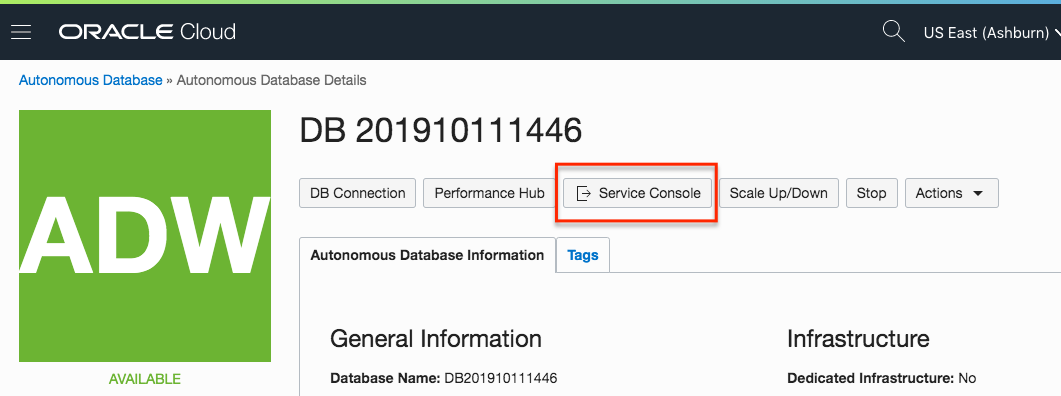 ORACLE Cloud
US East (Ashburn)
Autonomous Database » Autonomous Database Details
ADW
AVAILABLE
DB 201910111446
DB Connection Performance Hub Service Console Scale Up/Down Stop Actions
Autonomous Database Information Tags
General Information
Database Name: DB201910111446
Infrastructure
Dedicated Infrastructure: No